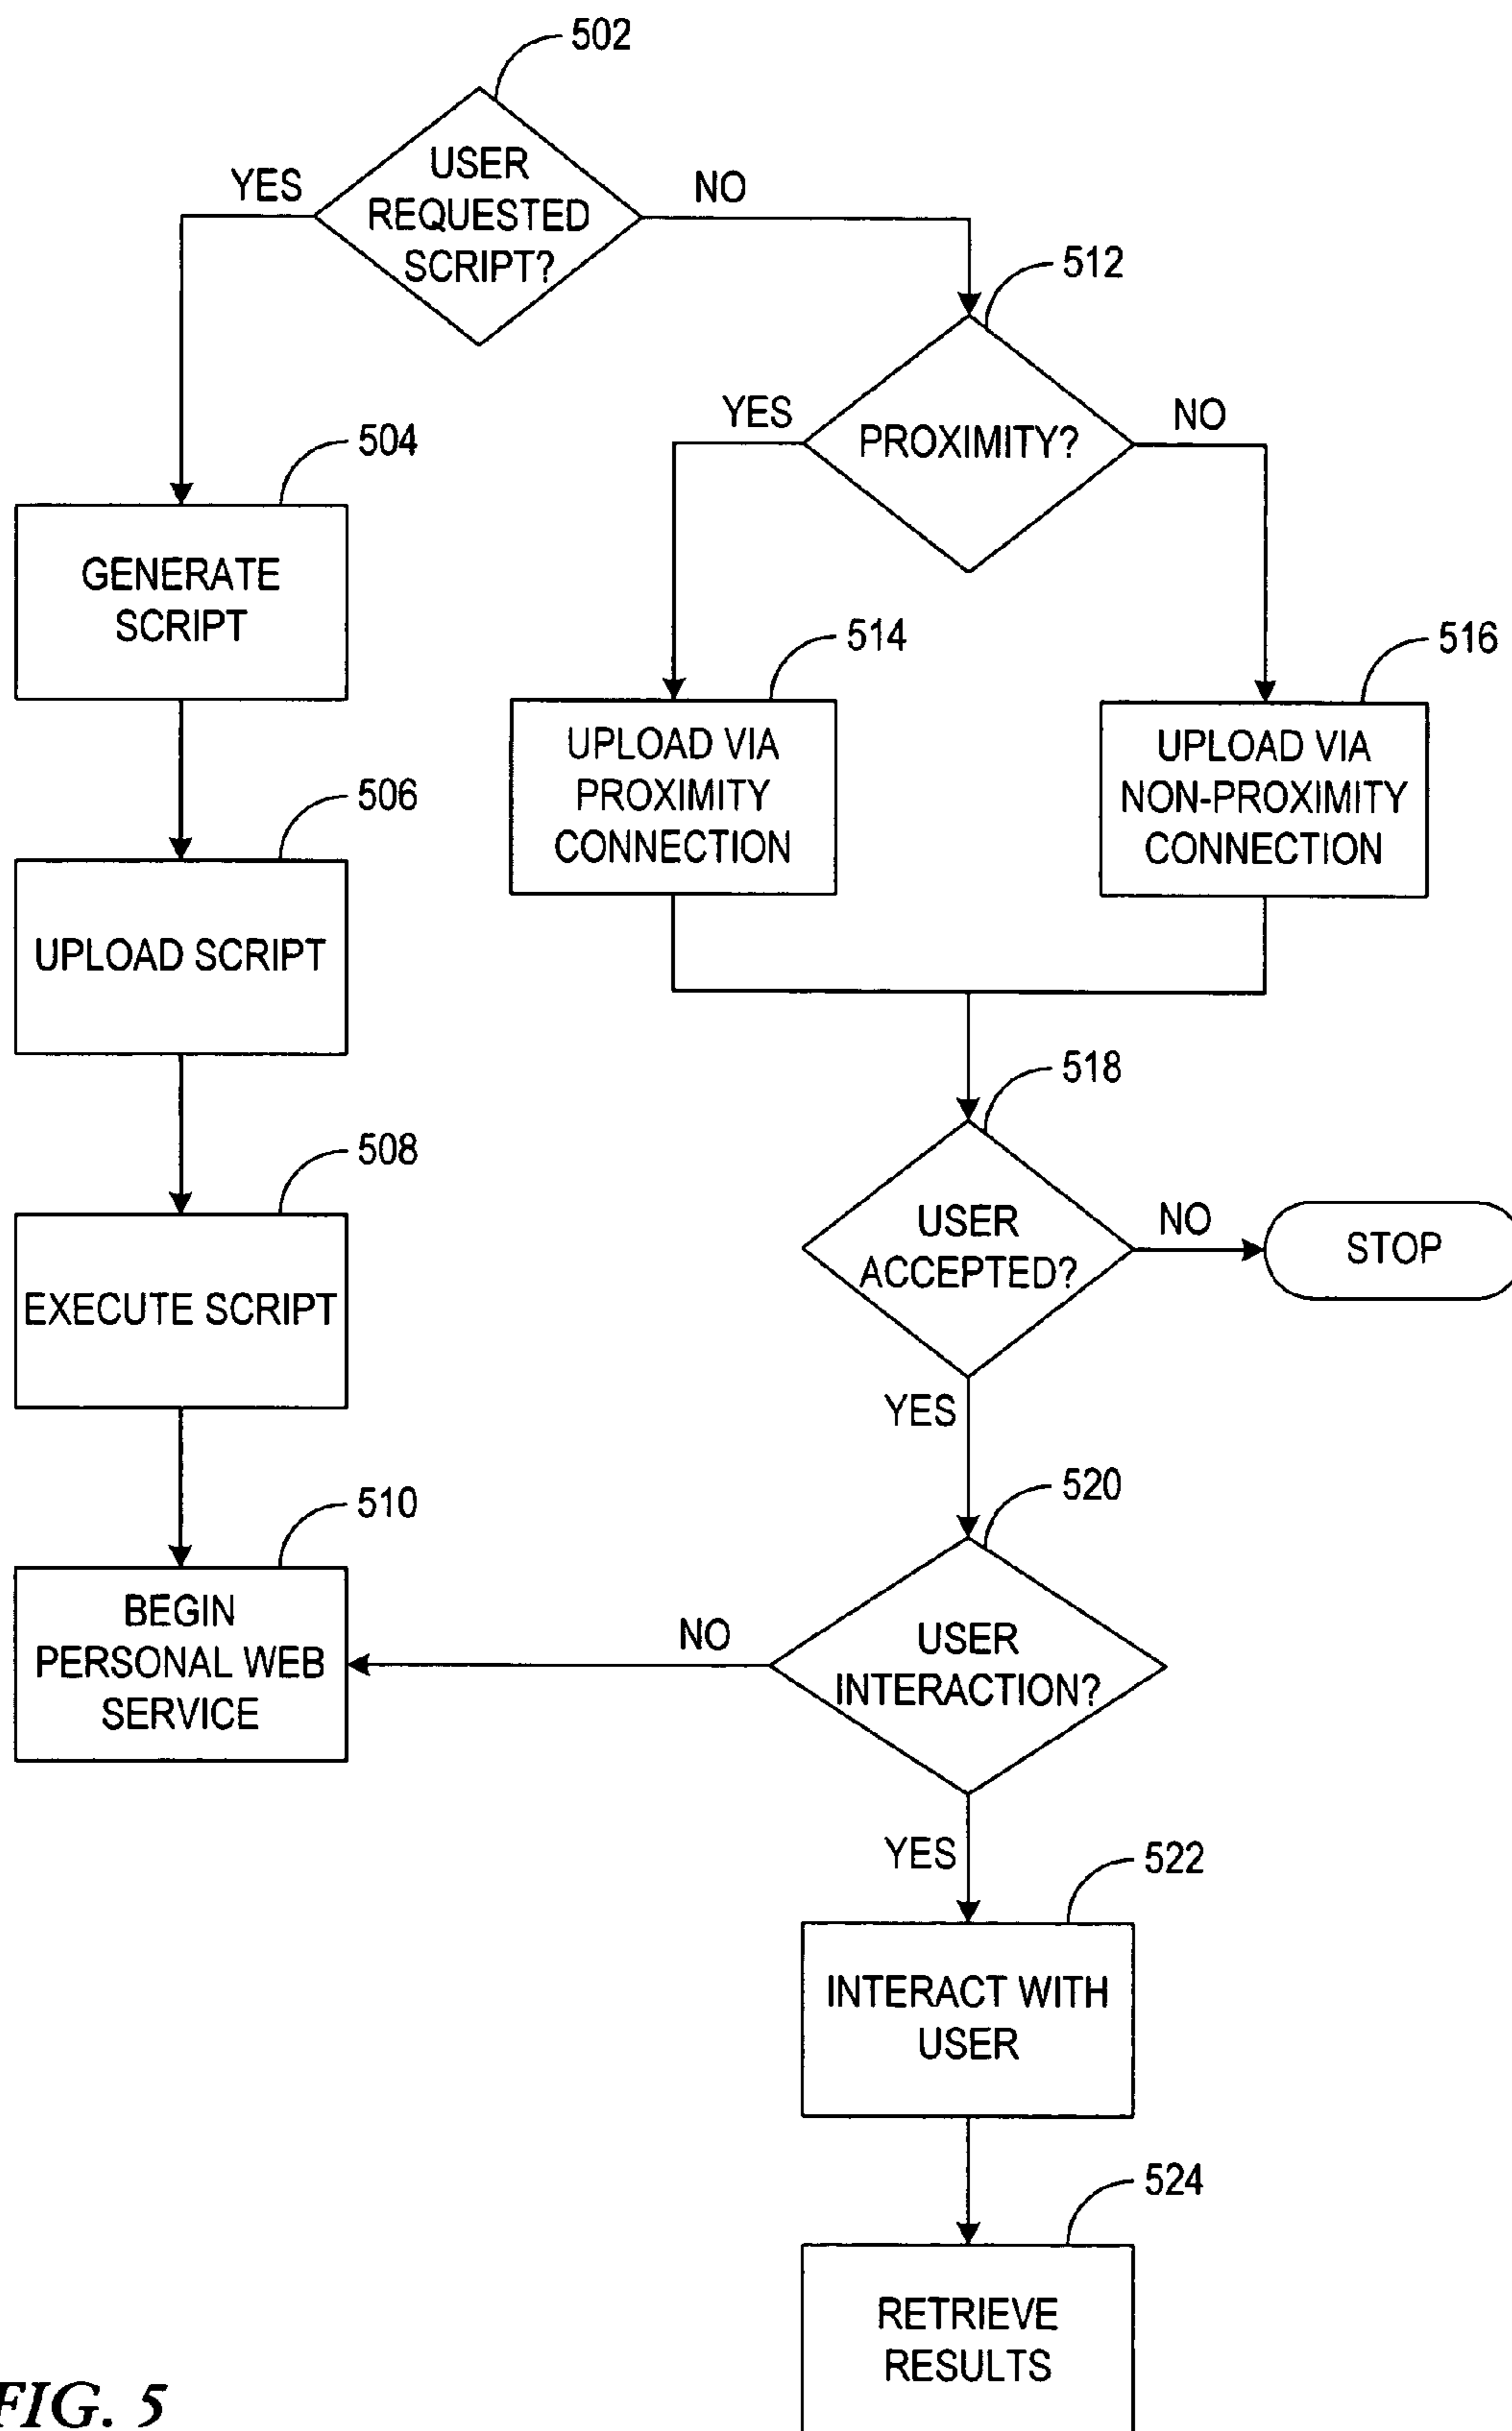 502
USER
REQUESTED
SCRIPT?
YES
NO
512
PROXIMITY?
YES
NO
504
GENERATE
SCRIPT
514
UPLOAD VIA
PROXIMITY
CONNECTION
516
UPLOAD VIA
NON-PROXIMITY
CONNECTION
506
UPLOAD SCRIPT
518
USER
ACCEPTED?
NO
STOP
YES
508
EXECUTE SCRIPT
510
BEGIN
PERSONAL WEB
SERVICE
520
USER
INTERACTION?
NO
YES
522
INTERACT WITH
USER
524
RETRIEVE
RESULTS
FIG. 5